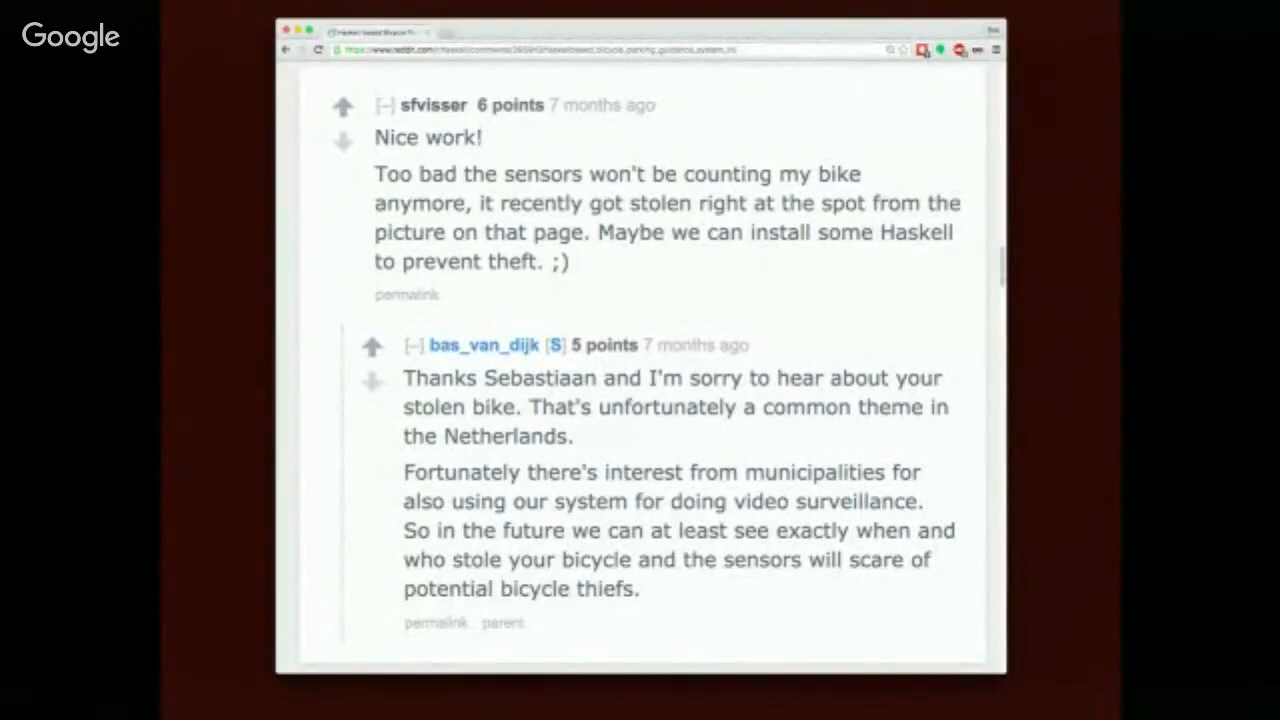 Google
[–] sfvisser 6 points 7 months ago
Nice work!
Too bad the sensors won't be counting my bike
anymore, it recently got stolen right at the spot from the
picture on that page. Maybe we can install some Haskell
to prevent theft. ;)
permalink
[–] bas_van_dijk [S] 5 points 7 months ago
Thanks Sebastiaan and I'm sorry to hear about your
stolen bike. That's unfortunately a common theme in
the Netherlands.
Fortunately there's interest from municipalities for
also using our system for doing video surveillance.
So in the future we can at least see exactly when and
who stole your bicycle and the sensors will scare of
potential bicycle thiefs.
permalink parent